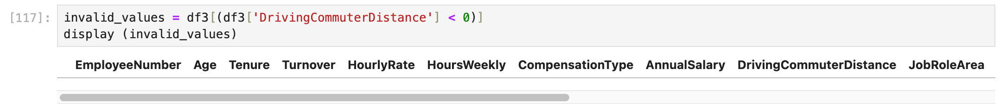 [117]: invalid_values = df3[(df3['DrivingCommuterDistance'] < 0)]
display (invalid_values)
EmployeeNumber Age Tenure Turnover HourlyRate HoursWeekly CompensationType AnnualSalary DrivingCommuterDistance JobRoleArea